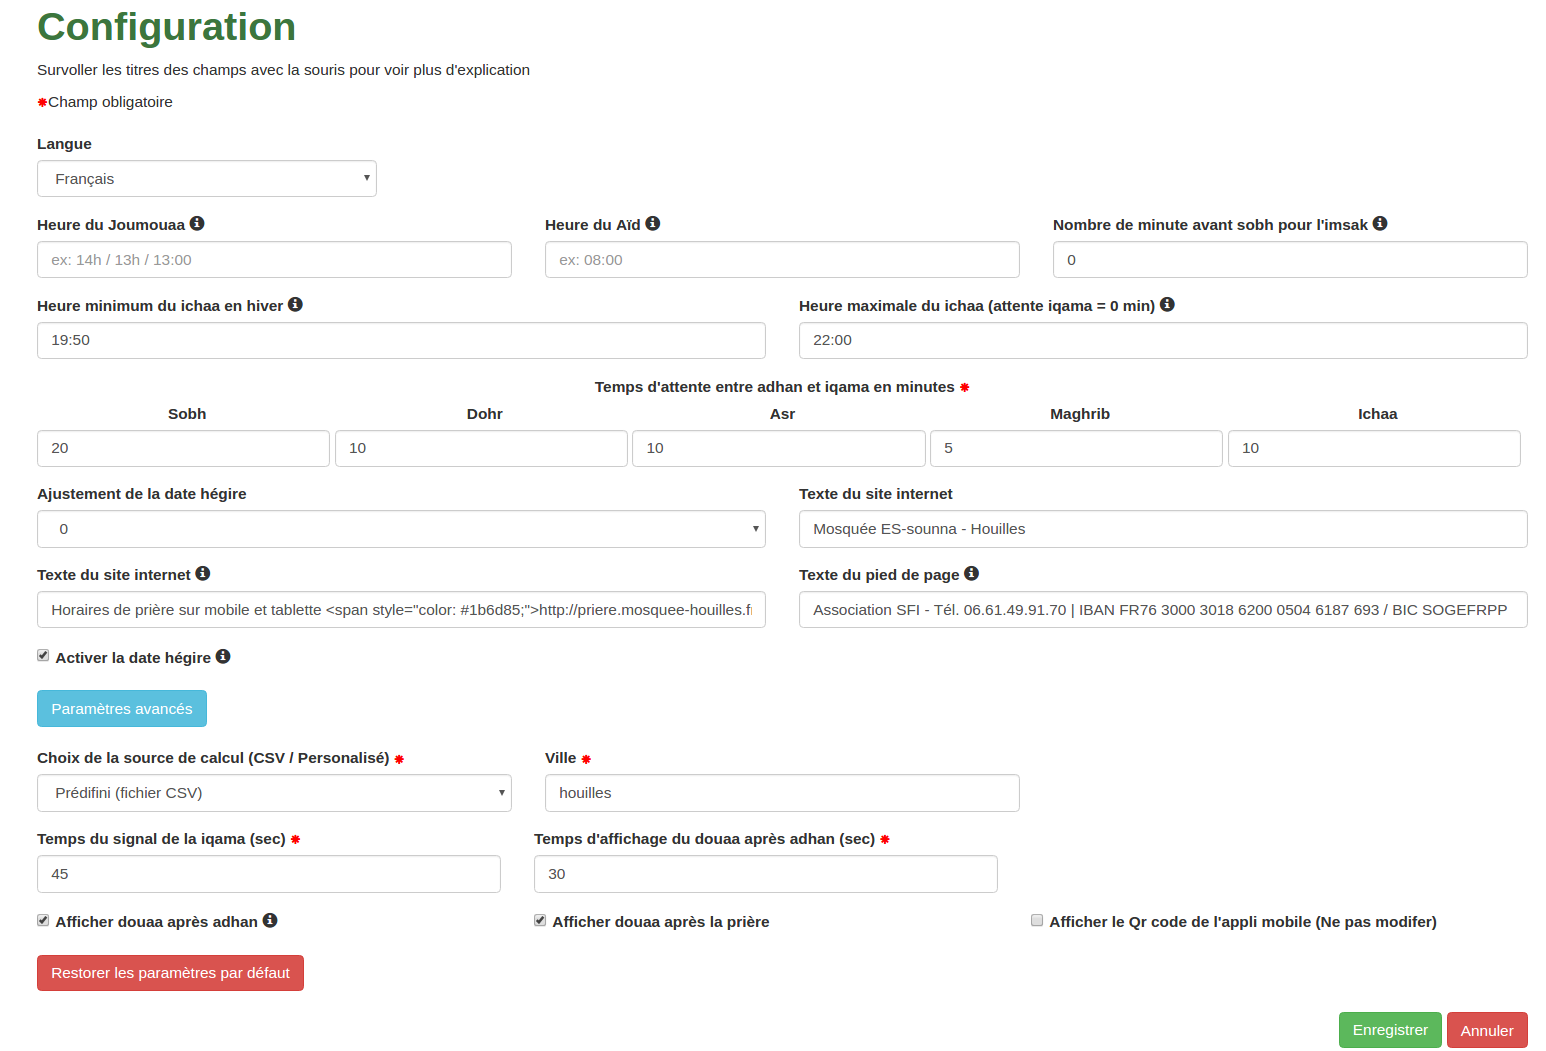 Configuration
Survoller les titres des champs avec la souris pour voir plus d'explication
Champ obligatoire
Langue
Français
Heure du Joumouaa
Heure du Aïd
Nombre de minute avant sobh pour l'imsak
ex: 14h / 13h / 13:00
ex: 08:00
0
Heure minimum du ichaa en hiver
Heure maximale du ichaa (attente iqama = 0 min)
19:50
22:00
Temps d'attente entre adhan et iqama en minutes
Sobh
Dohr
Asr
Maghrib
Ichaa
20
10
10
5
10
Ajustement de la date hégire
Texte du site internet
0
Mosquée ES-sounna - Houilles
Texte du site internet
Texte du pied de page
Horaires de prière sur mobile et tablette <span style="color: #1b6d85;">http://priere.mosquee-houilles.f
Association SFI - Tél. 06.61.49.91.70 | IBAN FR76 3000 3018 6200 0504 6187 693 / BIC SOGEFRPP
Activer la date hégire
Paramètres avancés
Choix de la source de calcul (CSV / Personalisé)
Ville
Prédifini (fichier CSV)
houilles
Temps du signal de la iqama (sec)
Temps d'affichage du douaa après adhan (sec)
45
30
Afficher douaa après adhan
Afficher douaa après la prière
Afficher le Qr code de l'appli mobile (Ne pas modifer)
Restorer les paramètres par défaut
Enregistrer
Annuler